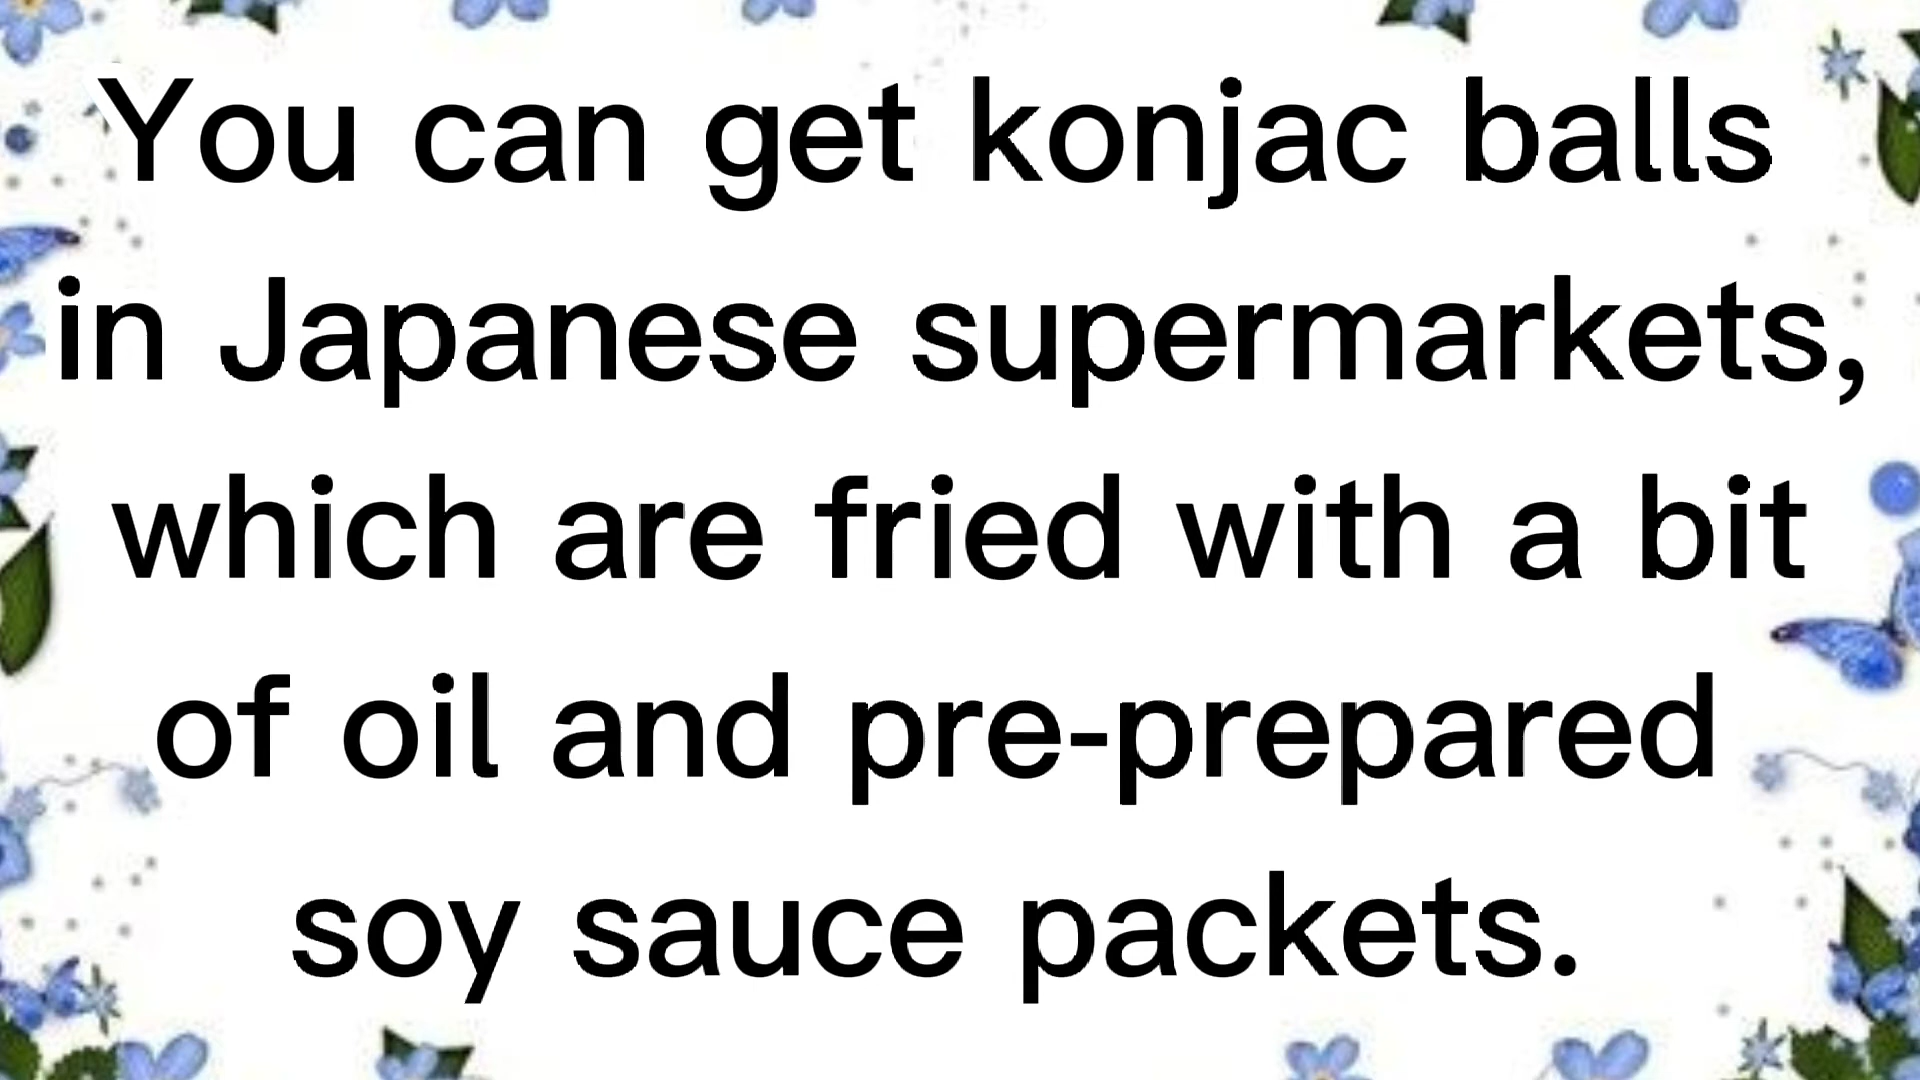 You can get konjac balls
in Japanese supermarkets,
which are fried with a bit
of oil and pre-prepared
soy sauce packets.